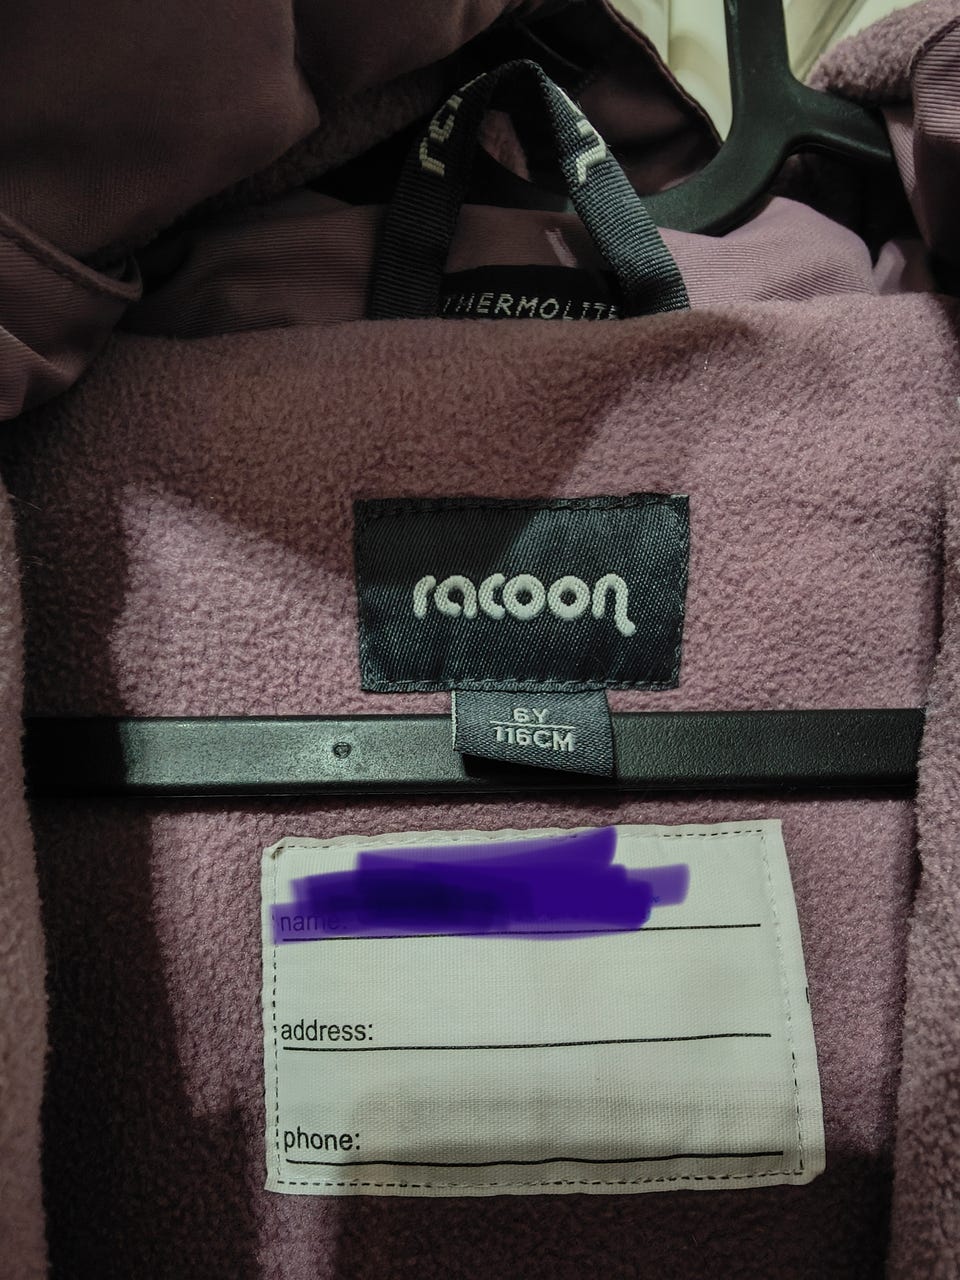 THERMOLITE
racoon
6Y
116CM
name:
address:
phone: